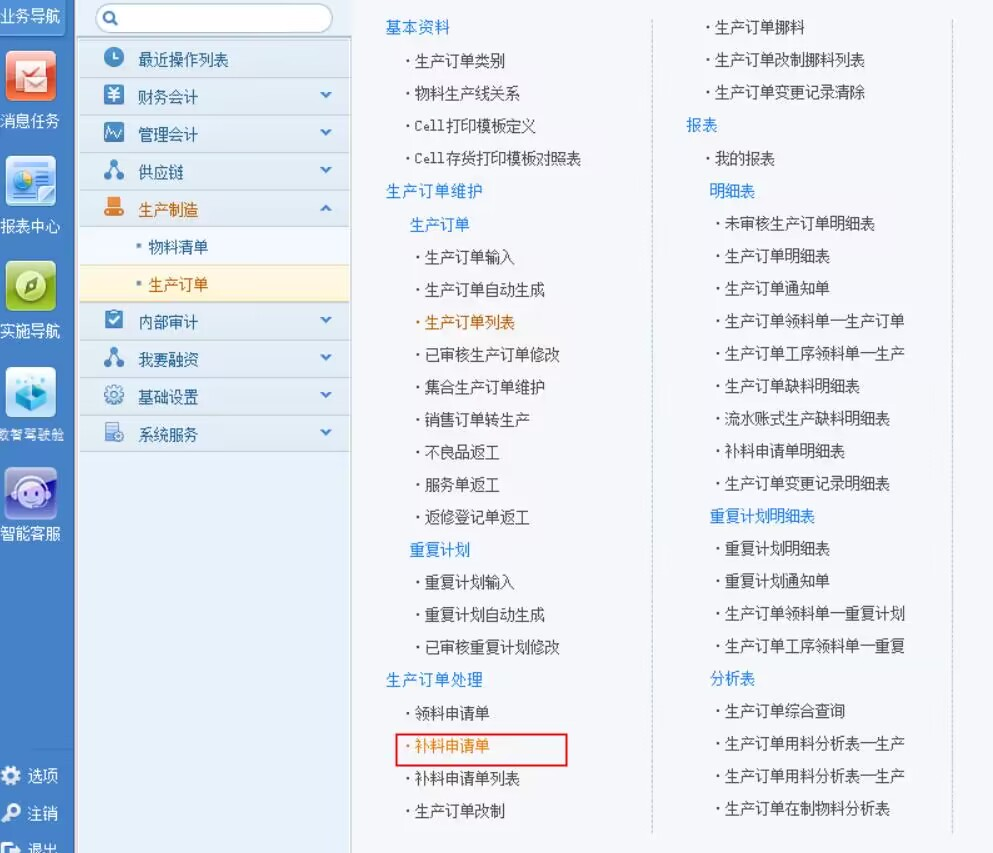 业务导航
消息任务
报表中心
实施导航
数智驾驶舱
智能客服
选项
注销
退出
最近操作列表
财务会计
管理会计
供应链
生产制造
物料清单
生产订单
内部审计
我要融资
基础设置
系统服务
基本资料
·生产订单类别
·物料生产线关系
·Cell打印模板定义
·Cell存货打印模板对照表
生产订单维护
生产订单
·生产订单输入
·生产订单自动生成
·生产订单列表
·已审核生产订单修改
·集合生产订单维护
·销售订单转生产
·不良品返工
·服务单返工
·返修登记单返工
重复计划
·重复计划输入
·重复计划自动生成
·已审核重复计划修改
生产订单处理
·领料申请单
·补料申请单
·补料申请单列表
·生产订单改制
·生产订单挪料
·生产订单改制挪料列表
·生产订单变更记录清除
报表
·我的报表
明细表
·未审核生产订单明细表
·生产订单明细表
·生产订单通知单
·生产订单领料单—生产订单
·生产订单工序领料单—生产
·生产订单缺料明细表
·流水账式生产缺料明细表
·补料申请单明细表
·生产订单变更记录明细表
重复计划明细表
·重复计划明细表
·重复计划通知单
·生产订单领料单—重复计划
·生产订单工序领料单—重复
分析表
·生产订单综合查询
·生产订单用料分析表—生产
·生产订单用料分析表—生产
·生产订单在制物料分析表